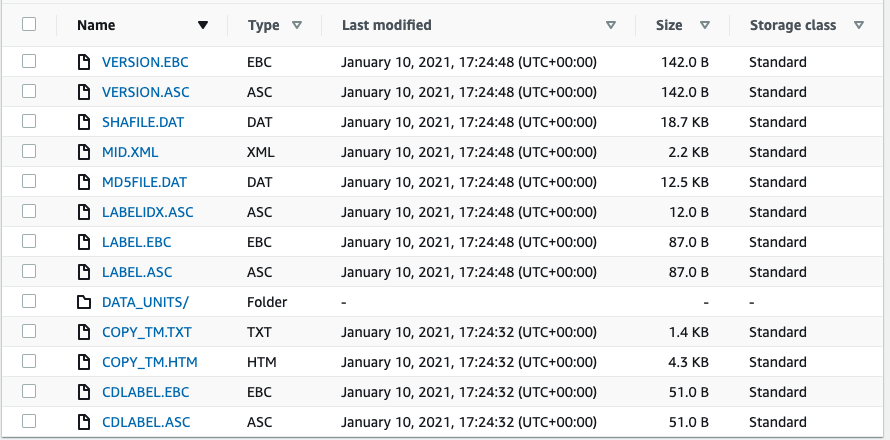 Name Type Last modified Size Storage class
VERSION.EBC EBC January 10, 2021, 17:24:48 (UTC+00:00) 142.0 B Standard
VERSION.ASC ASC January 10, 2021, 17:24:48 (UTC+00:00) 142.0 B Standard
SHAFILE.DAT DAT January 10, 2021, 17:24:48 (UTC+00:00) 18.7 KB Standard
MID.XML XML January 10, 2021, 17:24:48 (UTC+00:00) 2.2 KB Standard
MD5FILE.DAT DAT January 10, 2021, 17:24:48 (UTC+00:00) 12.5 KB Standard
LABELIDX.ASC ASC January 10, 2021, 17:24:48 (UTC+00:00) 12.0 B Standard
LABEL.EBC EBC January 10, 2021, 17:24:48 (UTC+00:00) 87.0 B Standard
LABEL.ASC ASC January 10, 2021, 17:24:48 (UTC+00:00) 87.0 B Standard
DATA_UNITS/ Folder - - -
COPY_TM.TXT TXT January 10, 2021, 17:24:32 (UTC+00:00) 1.4 KB Standard
COPY_TM.HTM HTM January 10, 2021, 17:24:32 (UTC+00:00) 4.3 KB Standard
CDLABEL.EBC EBC January 10, 2021, 17:24:32 (UTC+00:00) 51.0 B Standard
CDLABEL.ASC ASC January 10, 2021, 17:24:32 (UTC+00:00) 51.0 B Standard